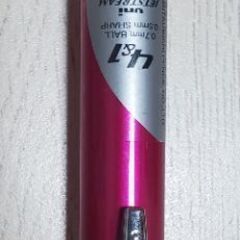 uni
JETSTREAM
4&1
0.7mm BALL
0.5mm SHARP